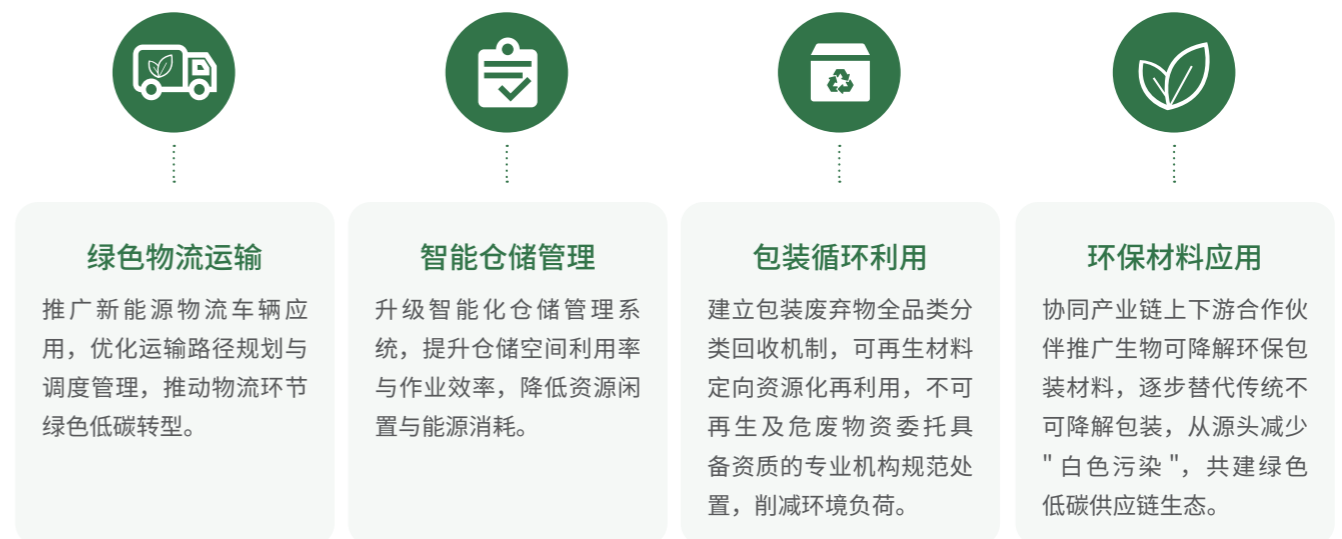 绿色物流运输
推广新能源物流车辆应
用，优化运输路径规划与
调度管理，推动物流环节
绿色低碳转型。
智能仓储管理
升级智能化仓储管理系
统，提升仓储空间利用率
与作业效率，降低资源闲
置与能源消耗。
包装循环利用
建立包装废弃物全品类分
类回收机制，可再生材料
定向资源化再利用，不可
再生及危废物资委托具
备资质的专业机构规范处
置，削减环境负荷。
环保材料应用
协同产业链上下游合作伙
伴推广生物可降解环保包
装材料，逐步替代传统不
可降解包装，从源头减少
"白色污染"，共建绿色
低碳供应链生态。